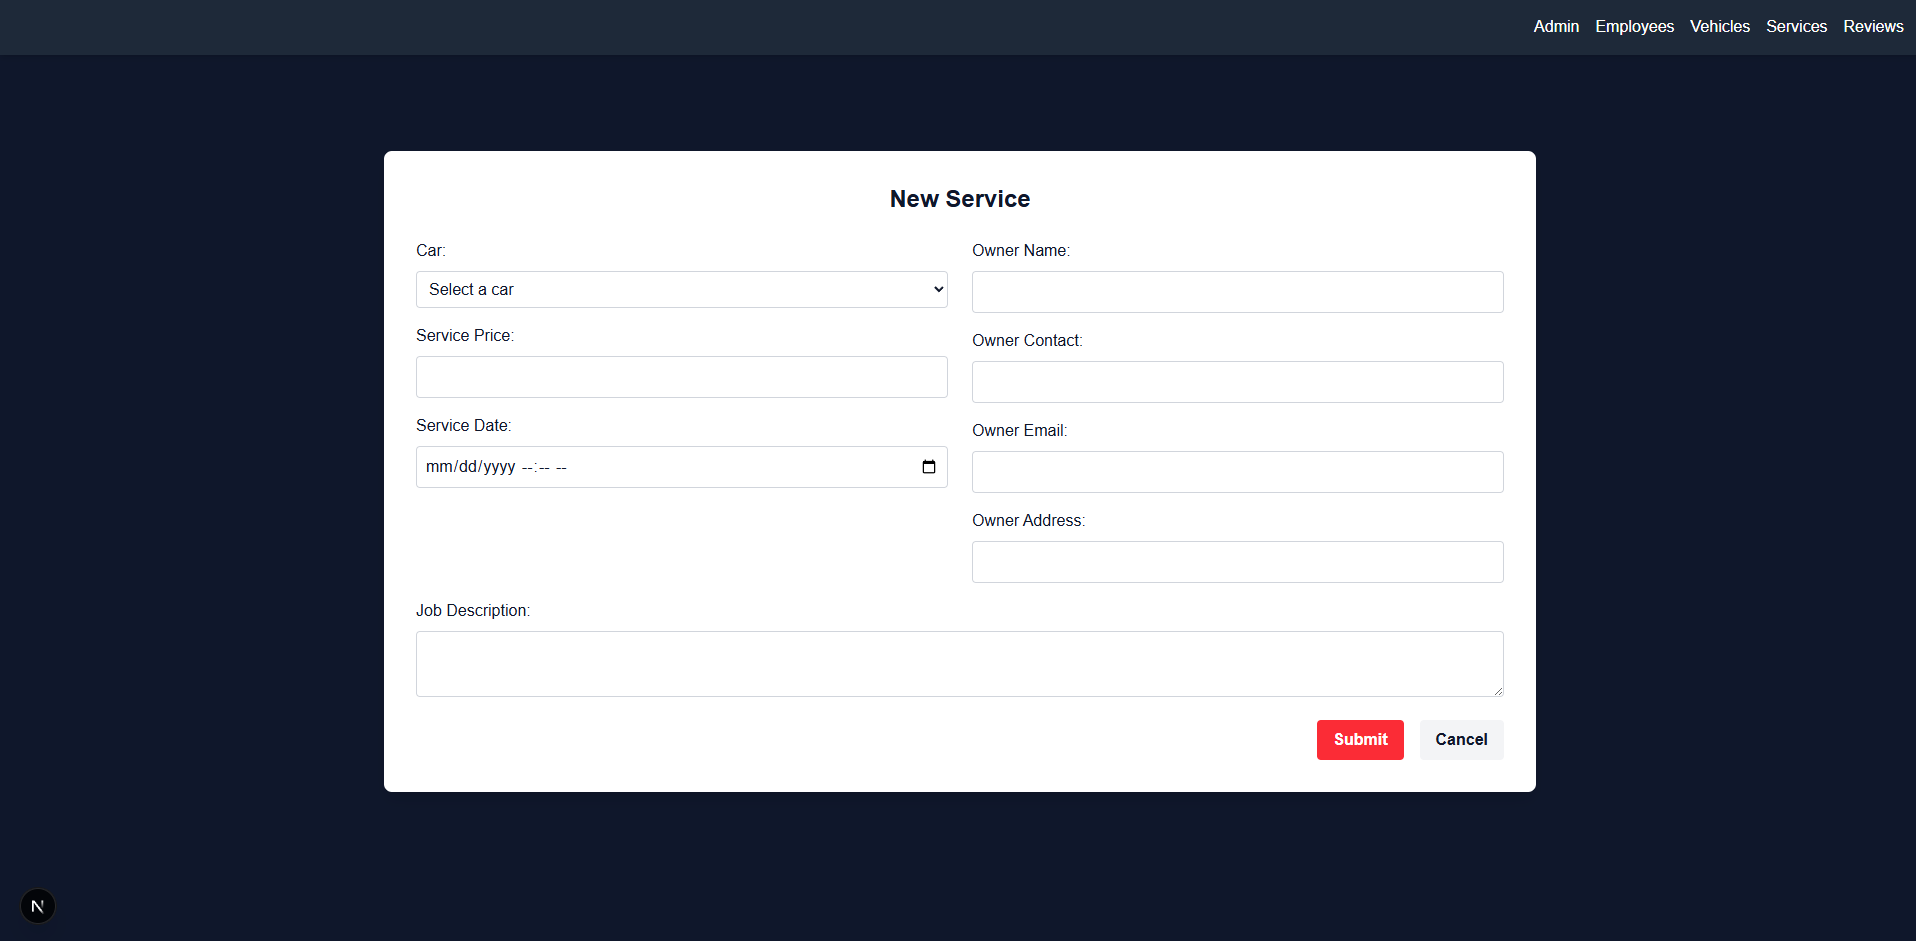 Admin Employees Vehicles Services Reviews
New Service
Car:
Select a car
Service Price:
Service Date:
mm/dd/yyyy --:-- --
Owner Name:
Owner Contact:
Owner Email:
Owner Address:
Job Description:
Submit Cancel
N